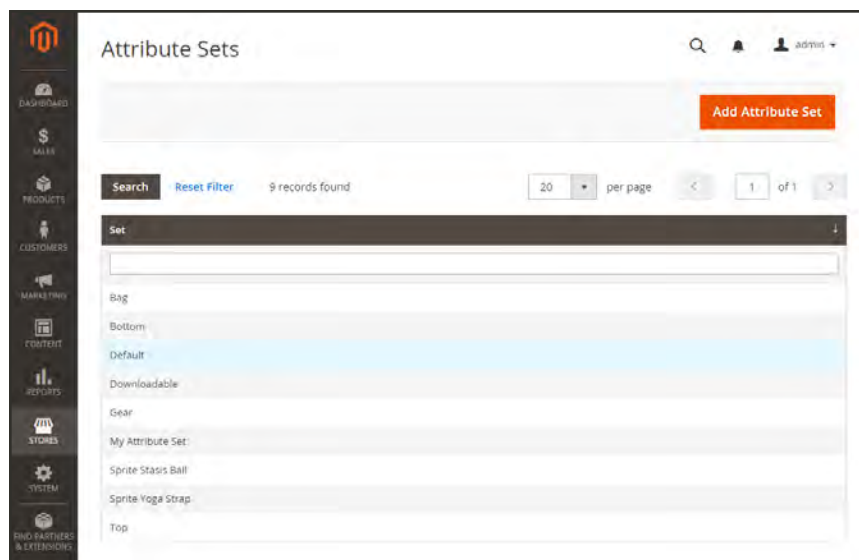 Attribute Sets
admin
DASHBOARD
Add Attribute Set
SALES
Search Reset Filter 9 records found 20 per page 1 of 1
PRODUCTS
Set
CUSTOMERS
MARKETING
Bag
Bottom
CONTENT
Default
Downloadable
REPORTS
Gear
STORES
My Attribute Set
Sprite Stasis Ball
SYSTEM
Sprite Yoga Strap
Top
FIND PARTNERS
& EXTENSIONS